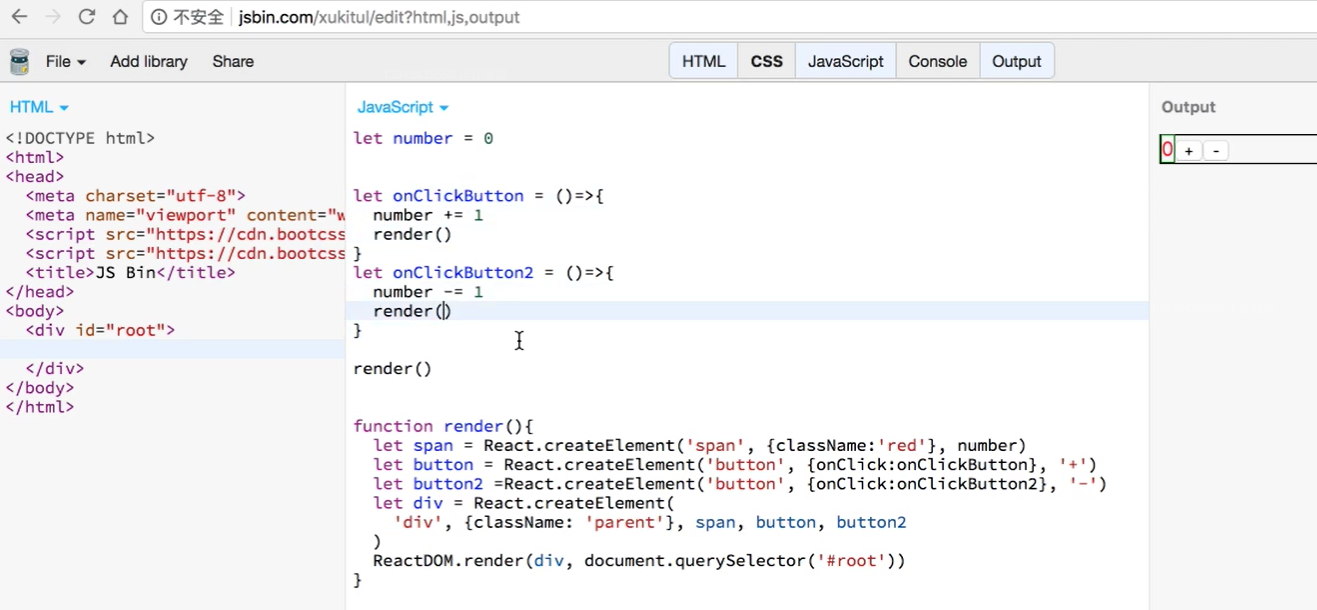 不安全 jsbin.com/xukitul/edit?html,js,output
File Add library Share HTML CSS JavaScript Console Output
HTML
<!DOCTYPE html>
<html>
<head>
<meta charset="utf-8">
<meta name="viewport" content="w
<script src="https://cdn.bootcss
<script src="https://cdn.bootcss
<title>JS Bin</title>
</head>
<body>
<div id="root">
</div>
</body>
</html>
JavaScript
let number = 0
let onClickButton = ()=>{
number += 1
render()
}
let onClickButton2 = ()=>{
number -= 1
render()
}
render()
function render(){
let span = React.createElement('span', {className:'red'}, number)
let button = React.createElement('button', {onClick:onClickButton}, '+')
let button2 =React.createElement('button', {onClick:onClickButton2}, '-')
let div = React.createElement(
'div', {className: 'parent'}, span, button, button2
)
ReactDOM.render(div, document.querySelector('#root'))
}
Output
0 + -